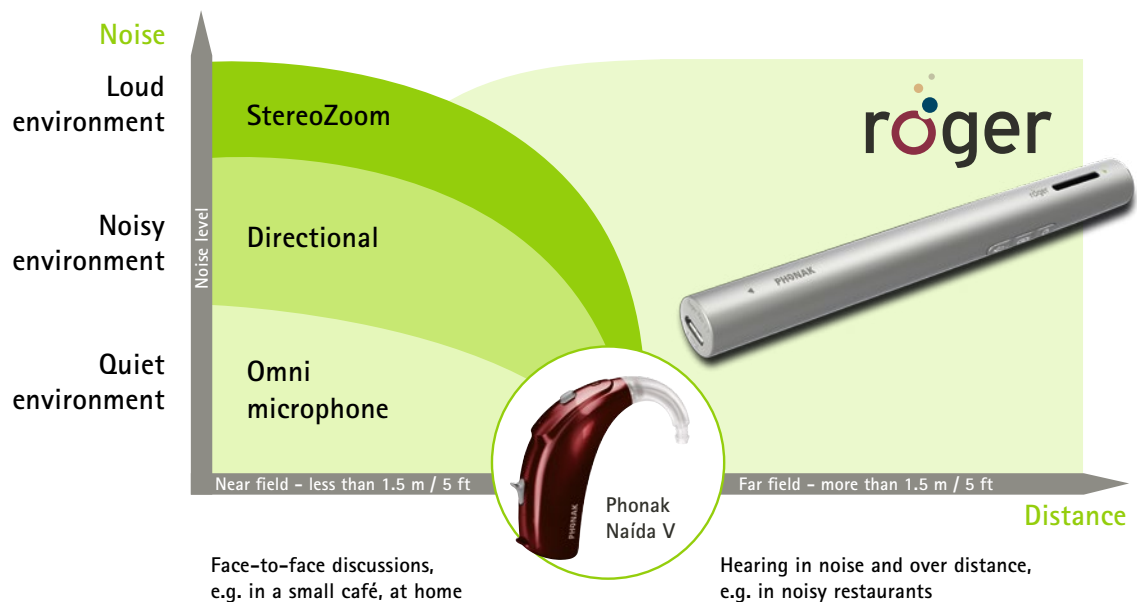 Noise
Loud
environment
StereoZoom
roger
roger
Noisy
environment
Noise level
Directional
PHONAK
Quiet
environment
Omni
microphone
Near field – less than 1.5 m / 5 ft
Far field – more than 1.5 m / 5 ft
PHONAK
Phonak
Naída V
Distance
Face-to-face discussions,
e.g. in a small café, at home
Hearing in noise and over distance,
e.g. in noisy restaurants